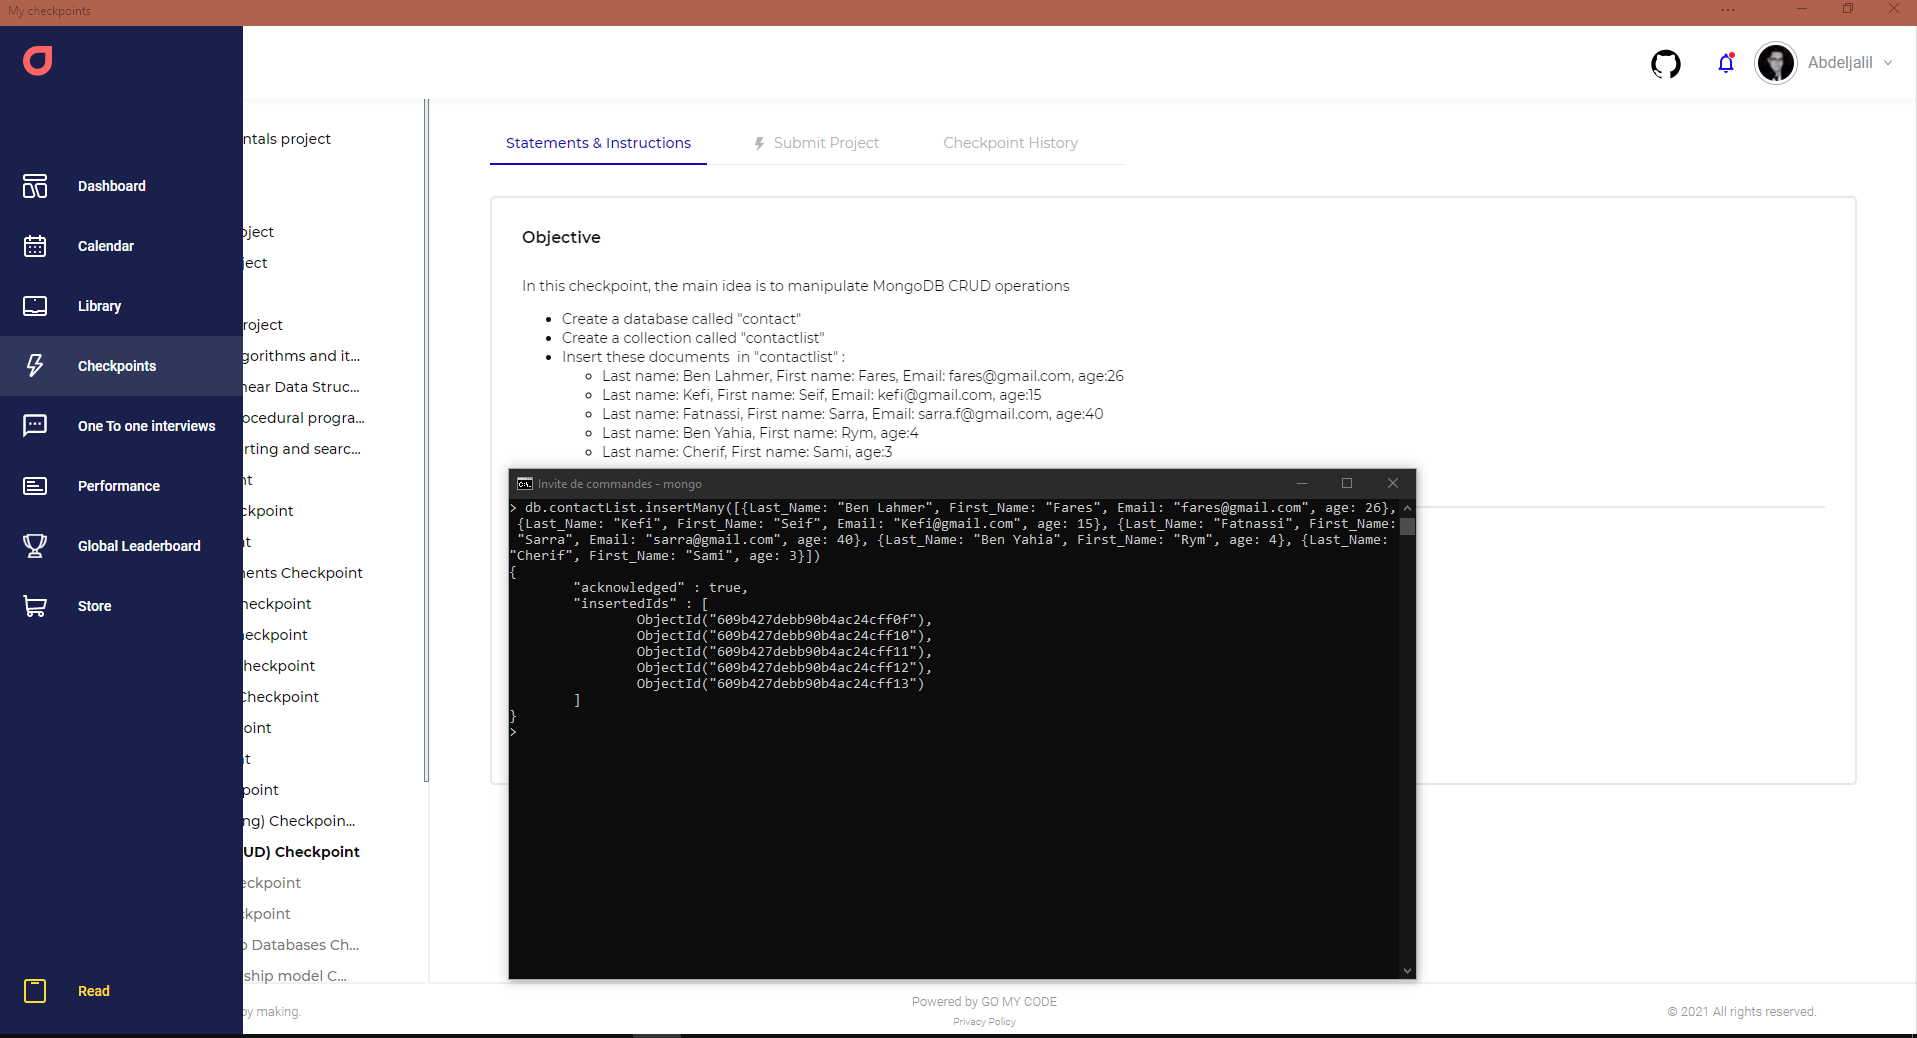 My checkpoints
Abdeljalil
Dashboard
Calendar
Library
Checkpoints
One To one interviews
Performance
Global Leaderboard
Store
Read
ntals project
oject
ject
roject
gorithms and it...
near Data Struc...
ocedural progra...
rting and searc...
nt
ckpoint
nt
nents Checkpoint
heckpoint
heckpoint
heckpoint
Checkpoint
oint
t
point
ng) Checkpoin...
UD) Checkpoint
eckpoint
kpoint
o Databases Ch...
ship model C...
Statements & Instructions
Submit Project
Checkpoint History
Objective
In this checkpoint, the main idea is to manipulate MongoDB CRUD operations
• Create a database called "contact"
• Create a collection called "contactlist"
• Insert these documents  in "contactlist" :
◦ Last name: Ben Lahmer, First name: Fares, Email: fares@gmail.com, age:26
◦ Last name: Kefi, First name: Seif, Email: kefi@gmail.com, age:15
◦ Last name: Fatnassi, First name: Sarra, Email: sarra.f@gmail.com, age:40
◦ Last name: Ben Yahia, First name: Rym, age:4
◦ Last name: Cherif, First name: Sami, age:3
Invite de commandes - mongo
> db.contactList.insertMany([{Last_Name: "Ben Lahmer", First_Name: "Fares", Email: "fares@gmail.com", age: 26},
{Last_Name: "Kefi", First_Name: "Seif", Email: "Kefi@gmail.com", age: 15}, {Last_Name: "Fatnassi", First_Name:
"Sarra", Email: "sarra@gmail.com", age: 40}, {Last_Name: "Ben Yahia", First_Name: "Rym", age: 4}, {Last_Name:
"Cherif", First_Name: "Sami", age: 3}])
{
"acknowledged" : true,
"insertedIds" : [
ObjectId("609b427debb90b4ac24cff0f"),
ObjectId("609b427debb90b4ac24cff10"),
ObjectId("609b427debb90b4ac24cff11"),
ObjectId("609b427debb90b4ac24cff12"),
ObjectId("609b427debb90b4ac24cff13")
]
}
>
by making.
Powered by GO MY CODE
Privacy Policy
© 2021 All rights reserved.